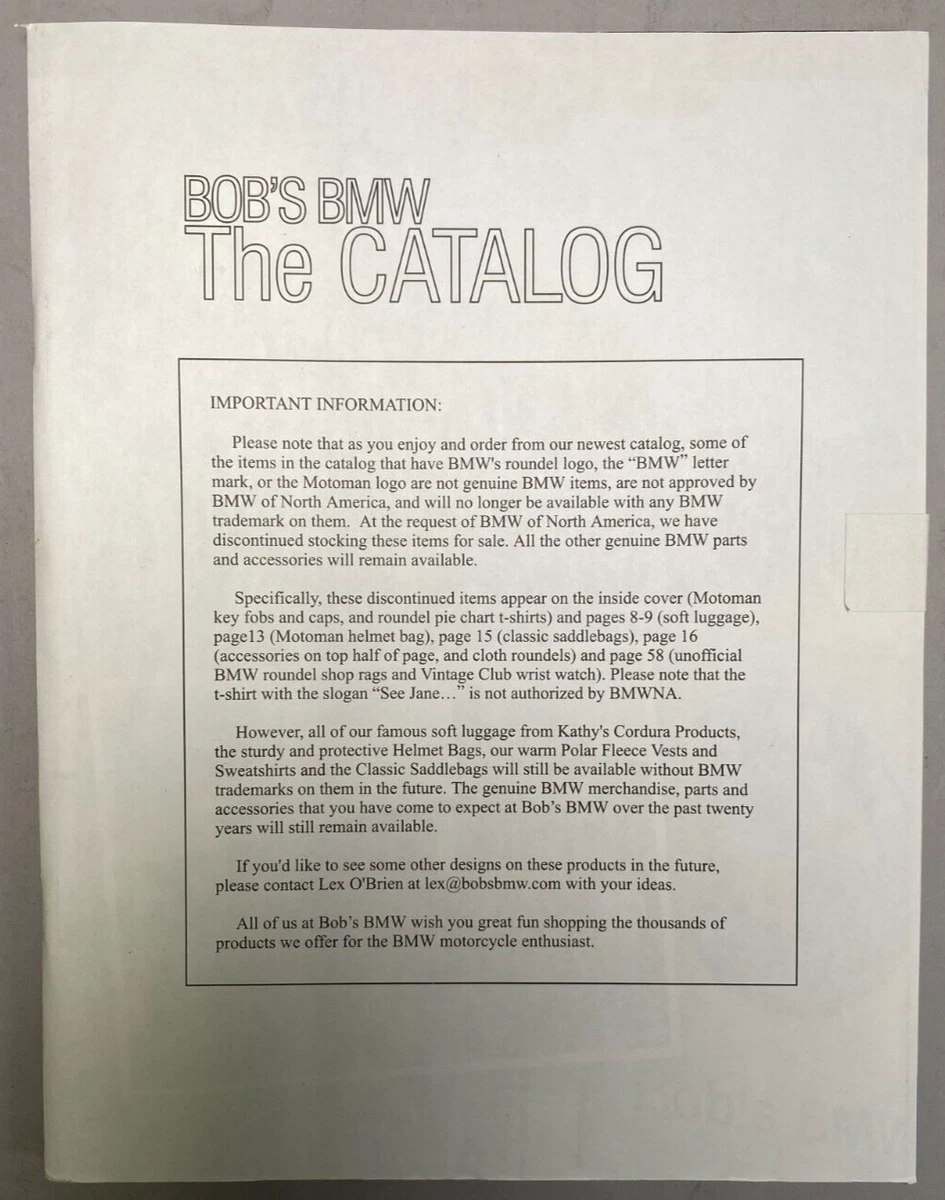 BOB'S BMW
The CATALOG
IMPORTANT INFORMATION:
Please note that as you enjoy and order from our newest catalog, some of
the items in the catalog that have BMW's roundel logo, the “BMW” letter
mark, or the Motoman logo are not genuine BMW items, are not approved by
BMW of North America, and will no longer be available with any BMW
trademark on them. At the request of BMW of North America, we have
discontinued stocking these items for sale. All the other genuine BMW parts
and accessories will remain available.
Specifically, these discontinued items appear on the inside cover (Motoman
key fobs and caps, and roundel pie chart t-shirts) and pages 8-9 (soft luggage),
page13 (Motoman helmet bag), page 15 (classic saddlebags), page 16
(accessories on top half of page, and cloth roundels) and page 58 (unofficial
BMW roundel shop rags and Vintage Club wrist watch). Please note that the
t-shirt with the slogan “See Jane…” is not authorized by BMWNA.
However, all of our famous soft luggage from Kathy's Cordura Products,
the sturdy and protective Helmet Bags, our warm Polar Fleece Vests and
Sweatshirts and the Classic Saddlebags will still be available without BMW
trademarks on them in the future. The genuine BMW merchandise, parts and
accessories that you have come to expect at Bob’s BMW over the past twenty
years will still remain available.
If you'd like to see some other designs on these products in the future,
please contact Lex O'Brien at lex@bobsbmw.com with your ideas.
All of us at Bob’s BMW wish you great fun shopping the thousands of
products we offer for the BMW motorcycle enthusiast.